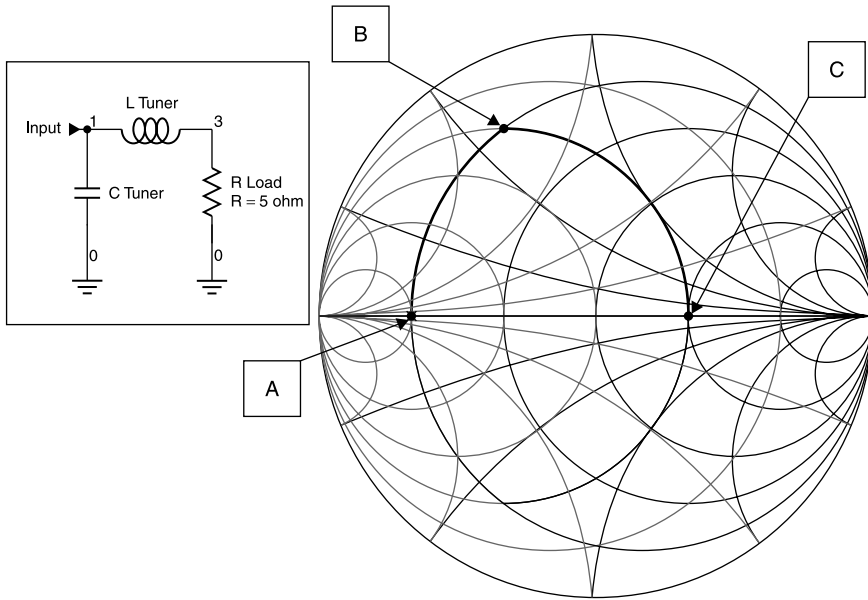 B
C
L Tuner
Input 1 3
C Tuner
R Load
R = 5 ohm
0 0
A